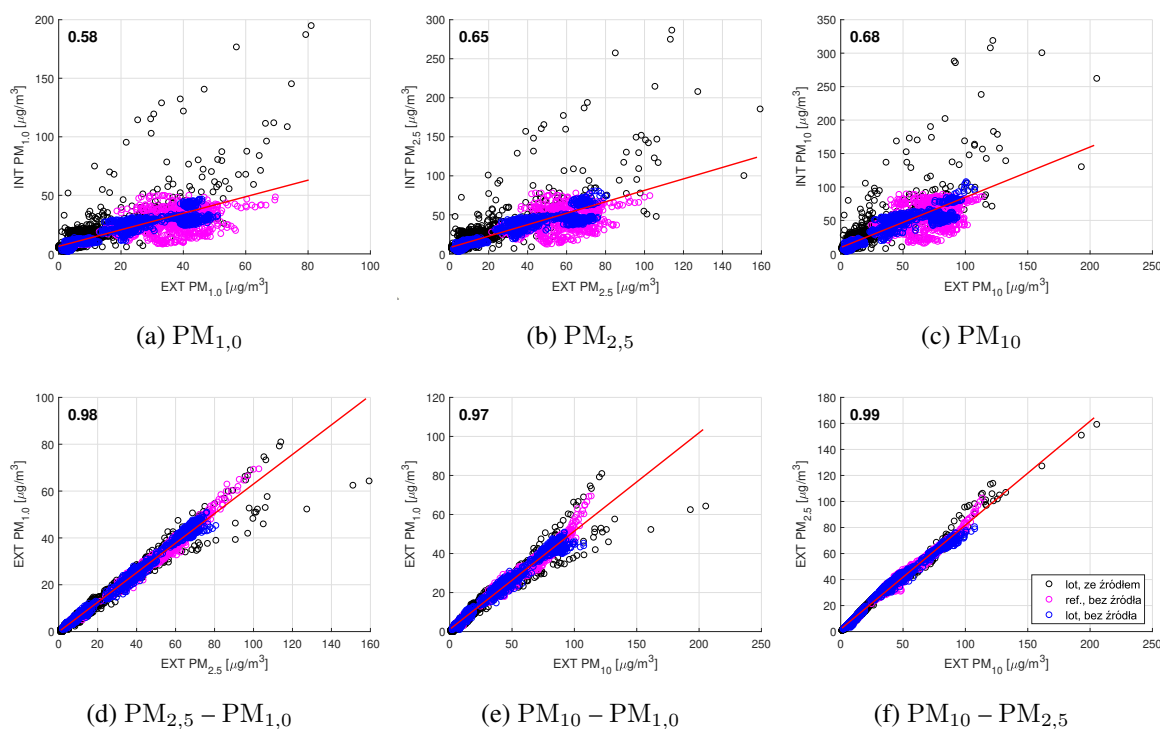 0.58
INT PM1.0 [μg/m³]
200
150
100
50
0
0 20 40 60 80 100
EXT PM1.0 [μg/m³]
(a) PM1,0
0.65
INT PM2.5 [μg/m³]
300
250
200
150
100
50
0
0 20 40 60 80 100 120 140 160
EXT PM2.5 [μg/m³]
(b) PM2,5
0.68
INT PM10 [μg/m³]
350
300
250
200
150
100
50
0
0 50 100 150 200 250
EXT PM10 [μg/m³]
(c) PM10
0.98
EXT PM1.0 [μg/m³]
100
80
60
40
20
0
0 20 40 60 80 100 120 140 160
EXT PM2.5 [μg/m³]
(d) PM2,5 – PM1,0
0.97
EXT PM1.0 [μg/m³]
120
100
80
60
40
20
0
0 50 100 150 200 250
EXT PM10 [μg/m³]
(e) PM10 – PM1,0
0.99
EXT PM2.5 [μg/m³]
180
160
140
120
100
80
60
40
20
0
0 50 100 150 200 250
EXT PM10 [μg/m³]
lot, ze źródłem
ref., bez źródła
lot, bez źródła
(f) PM10 – PM2,5